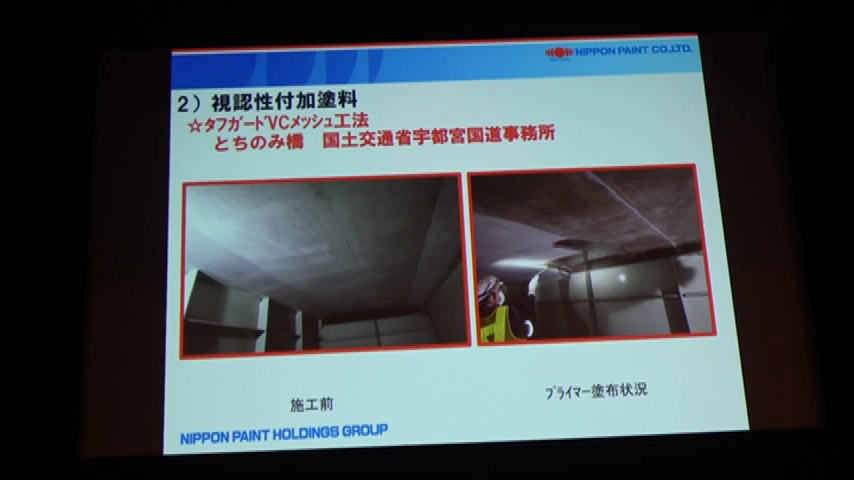 NIPPON PAINT CO.,LTD.
2）視認性付加塗料
☆ﾀﾌｶﾞｰﾄﾞVCメッシュ工法
とちのみ橋　国土交通省宇都宮国道事務所
施工前
ﾌﾟﾗｲﾏｰ塗布状況
NIPPON PAINT HOLDINGS GROUP